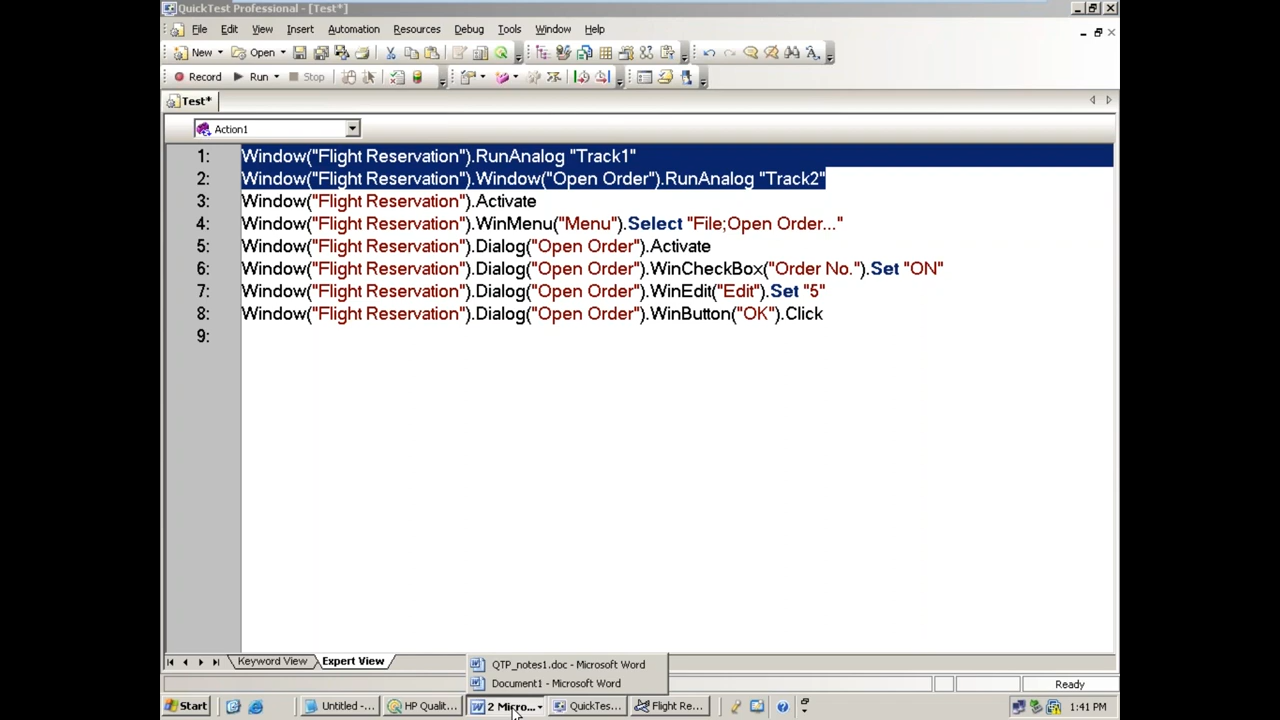 QuickTest Professional - [Test*]
File Edit View Insert Automation Resources Debug Tools Window Help
New Open
Record Run Stop
Test*
Action1
1: Window("Flight Reservation").RunAnalog "Track1"
2: Window("Flight Reservation").Window("Open Order").RunAnalog "Track2"
3: Window("Flight Reservation").Activate
4: Window("Flight Reservation").WinMenu("Menu").Select "File;Open Order..."
5: Window("Flight Reservation").Dialog("Open Order").Activate
6: Window("Flight Reservation").Dialog("Open Order").WinCheckBox("Order No.").Set "ON"
7: Window("Flight Reservation").Dialog("Open Order").WinEdit("Edit").Set "5"
8: Window("Flight Reservation").Dialog("Open Order").WinButton("OK").Click
9:
Keyword View Expert View
QTP_notes1.doc - Microsoft Word
Document1 - Microsoft Word
Ready
Start Untitled -... HP Qualit... 2 Micro... QuickTes... Flight Re... 1:41 PM